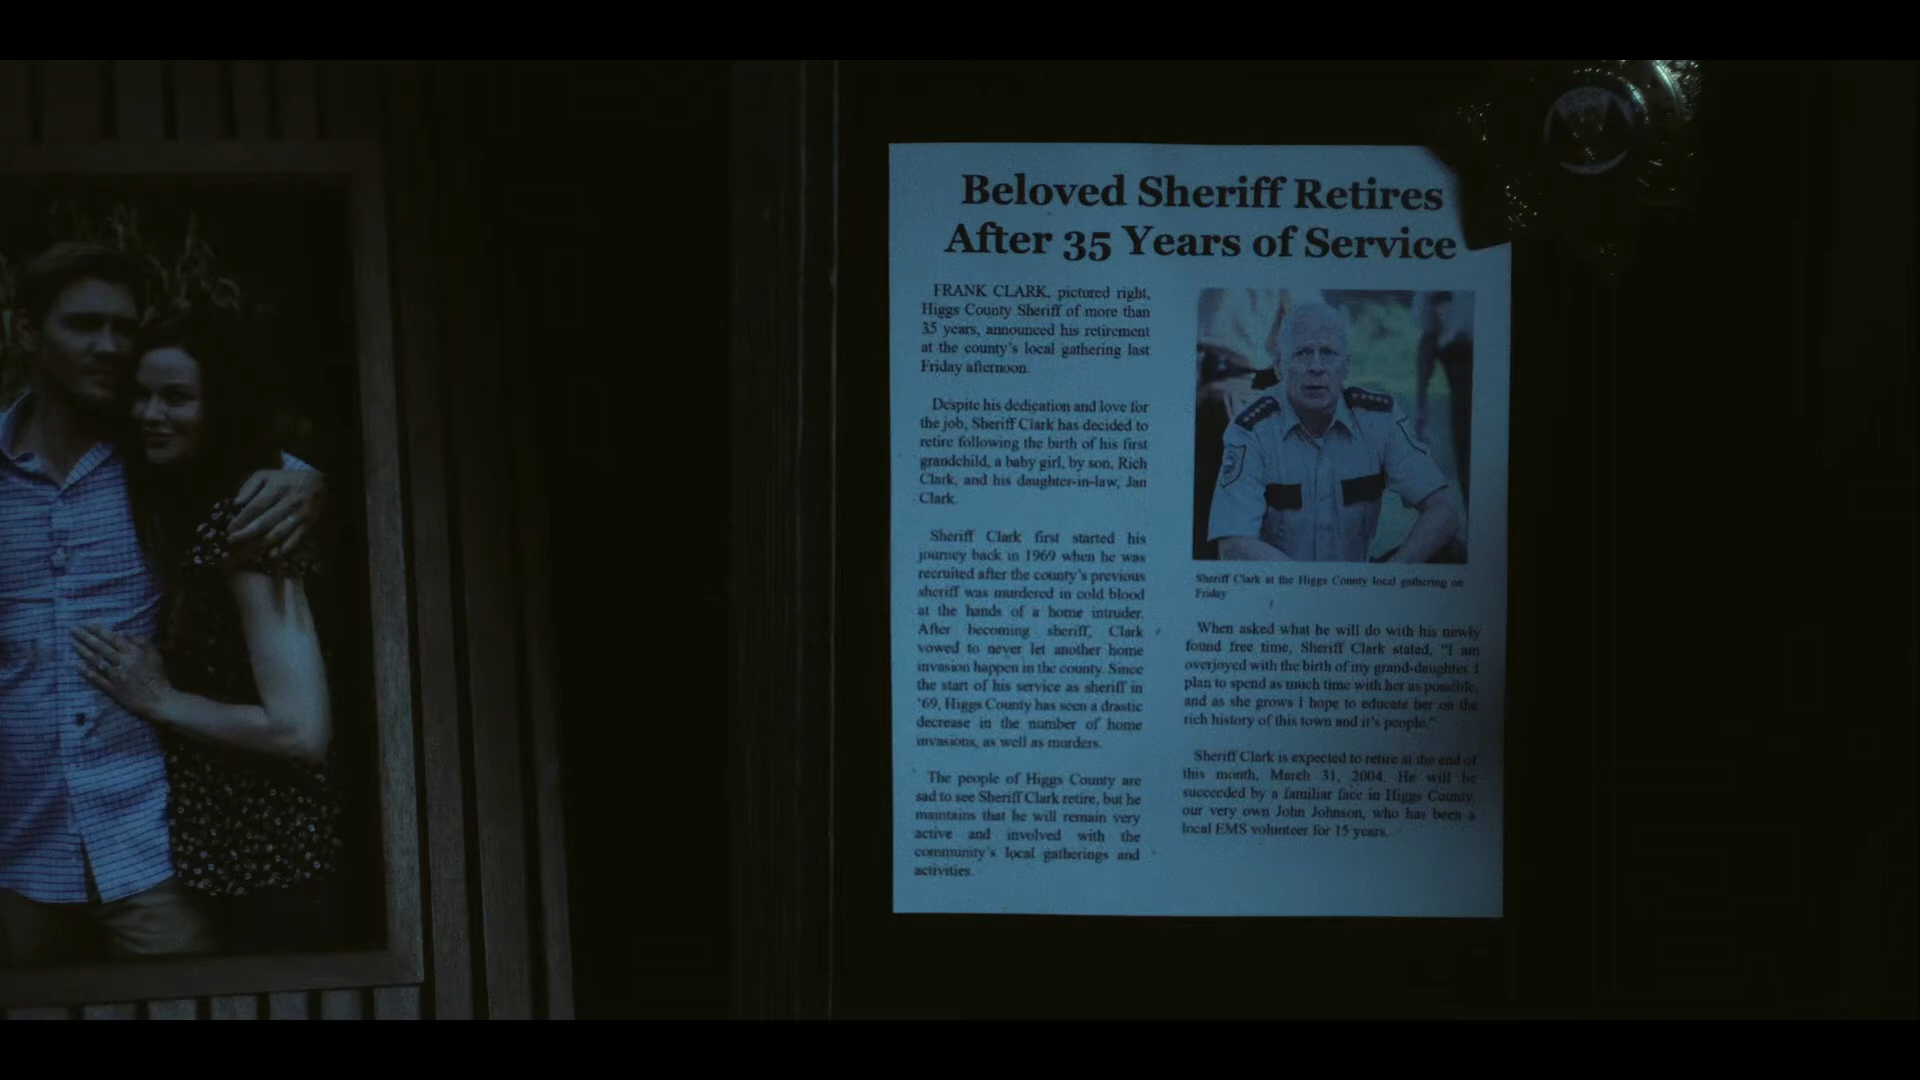 Beloved Sheriff Retires
After 35 Years of Service
FRANK CLARK, pictured right,
Higgs County Sheriff of more than
35 years, announced his retirement
at the county's local gathering last
Friday afternoon.
Despite his dedication and love for
the job, Sheriff Clark has decided to
retire following the birth of his first
grandchild, a baby girl, by son, Rich
Clark, and his daughter-in-law, Jan
Clark.
Sheriff Clark first started his
journey back in 1969 when he was
recruited after the county's previous
sheriff was murdered in cold blood
at the hands of a home intruder.
After becoming sheriff, Clark
vowed to never let another home
invasion happen in the county. Since
the start of his service as sheriff in
'69, Higgs County has seen a drastic
decrease in the number of home
invasions, as well as murders.
The people of Higgs County are
sad to see Sheriff Clark retire, but he
maintains that he will remain very
active and involved with the
community's local gatherings and
activities.
Sheriff Clark at the Higgs County local gathering on
Friday
When asked what he will do with his newly
found free time, Sheriff Clark stated, "I am
overjoyed with the birth of my grand-daughter. I
plan to spend as much time with her as possible,
and as she grows I hope to educate her on the
rich history of this town and it's people."
Sheriff Clark is expected to retire at the end of
this month, March 31, 2004. He will be
succeeded by a familiar face in Higgs County,
our very own John Johnson, who has been a
local EMS volunteer for 15 years.